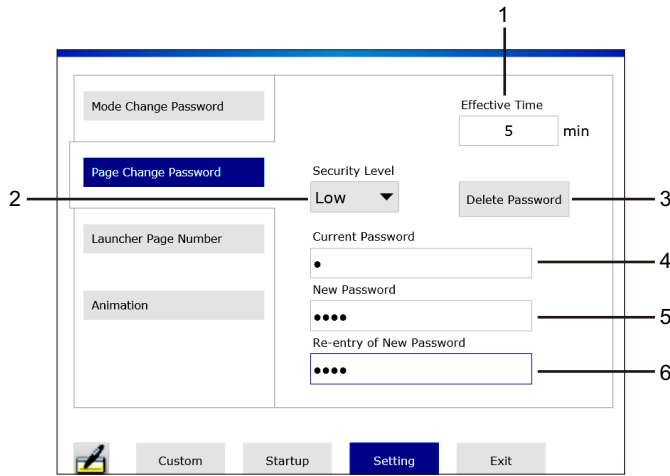 1
Mode Change Password
Effective Time
5 min
Page Change Password
Security Level
2
Low
Delete Password
3
Launcher Page Number
Current Password
●
4
Animation
New Password
●●●●
5
Re-entry of New Password
●●●●
6
Custom
Startup
Setting
Exit